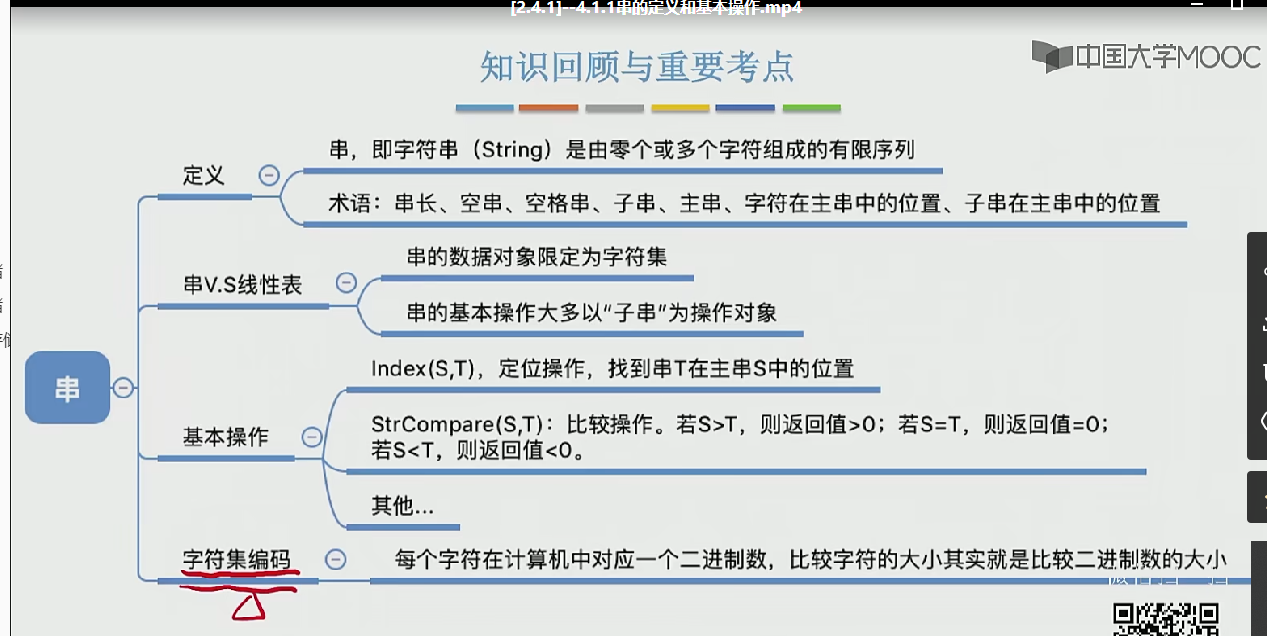 [2.4.1]--4.1.1串的定义和基本操作.mp4
知识回顾与重要考点
中国大学MOOC
串，即字符串（String）是由零个或多个字符组成的有限序列
定义
术语：串长、空串、空格串、子串、主串、字符在主串中的位置、子串在主串中的位置
串的数据对象限定为字符集
串V.S线性表
串的基本操作大多以“子串”为操作对象
Index(S,T)，定位操作，找到串T在主串S中的位置
串
StrCompare(S,T)：比较操作。若S>T，则返回值>0；若S=T，则返回值=0；
基本操作
若S<T，则返回值<0。
其他...
字符集编码
每个字符在计算机中对应一个二进制数，比较字符的大小其实就是比较二进制数的大小